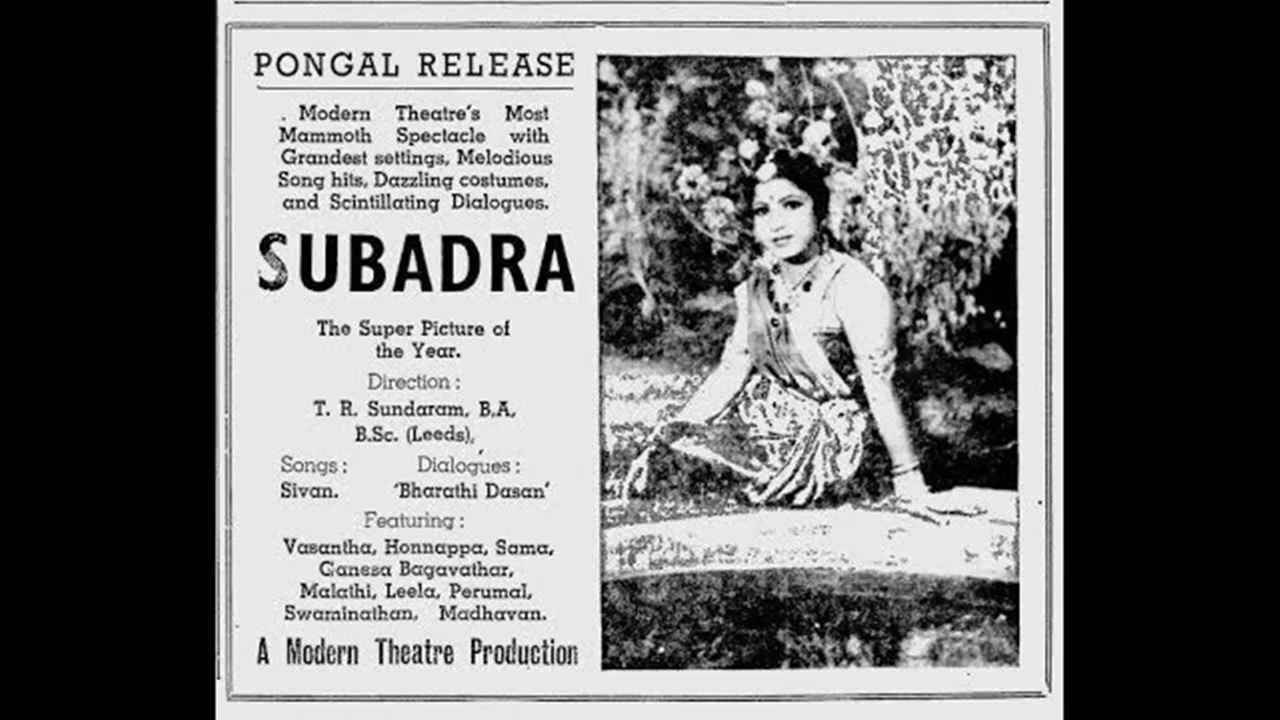 PONGAL RELEASE
Modern Theatre's Most
Mammoth Spectacle with
Grandest settings, Melodious
Song hits, Dazzling costumes,
and Scintillating Dialogues.
SUBADRA
The Super Picture of
the Year.
Direction :
T. R. Sundaram, B.A,
B.Sc. (Leeds),
Songs : Dialogues :
Sivan. 'Bharathi Dasan'
Featuring :
Vasantha, Honnappa, Sama,
Ganesa Bagavathar,
Malathi, Leela, Perumal,
Swaminathan, Madhavan.
A Modern Theatre Production